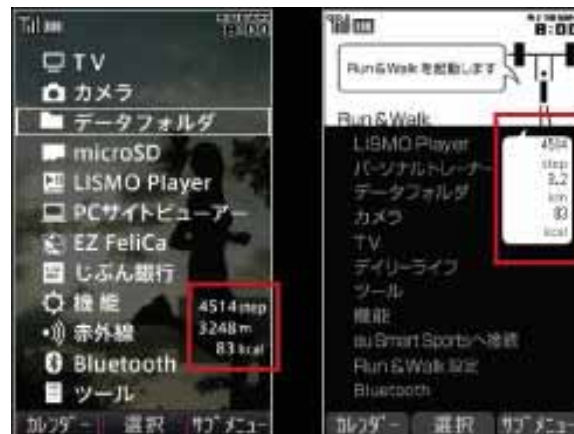 TV
カメラ
データフォルダ
microSD
LISMO Player
PCサイトビューアー
EZ FeliCa
じぶん銀行
機能
赤外線
Bluetooth
ツール
4514 step
3248 m
83 kcal
カレンダー 選択 サブメニュー
8:00
Run&Walkを起動します
Run&Walk
LISMO Player
パーソナルトレーナー
データフォルダ
カメラ
TV
デイリーライフ
ツール
機能
au Smart Sportsへ接続
Run&Walk 設定
Bluetooth
4514
step
3.2
km
83
kcal
カレンダー 選択 サブメニュー